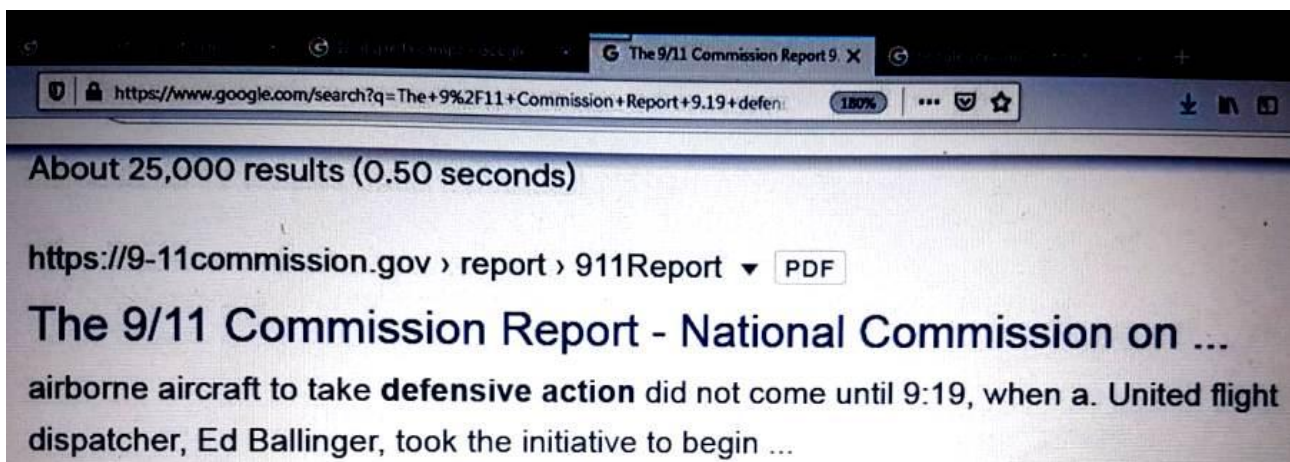 G The 9/11 Commission Report 9. X
https://www.google.com/search?q=The+9%2F11+Commission+Report+9.19+defen
180%
About 25,000 results (0.50 seconds)
https://9-11commission.gov › report › 911Report ▾ PDF
The 9/11 Commission Report - National Commission on ...
airborne aircraft to take defensive action did not come until 9:19, when a. United flight
dispatcher, Ed Ballinger, took the initiative to begin ...